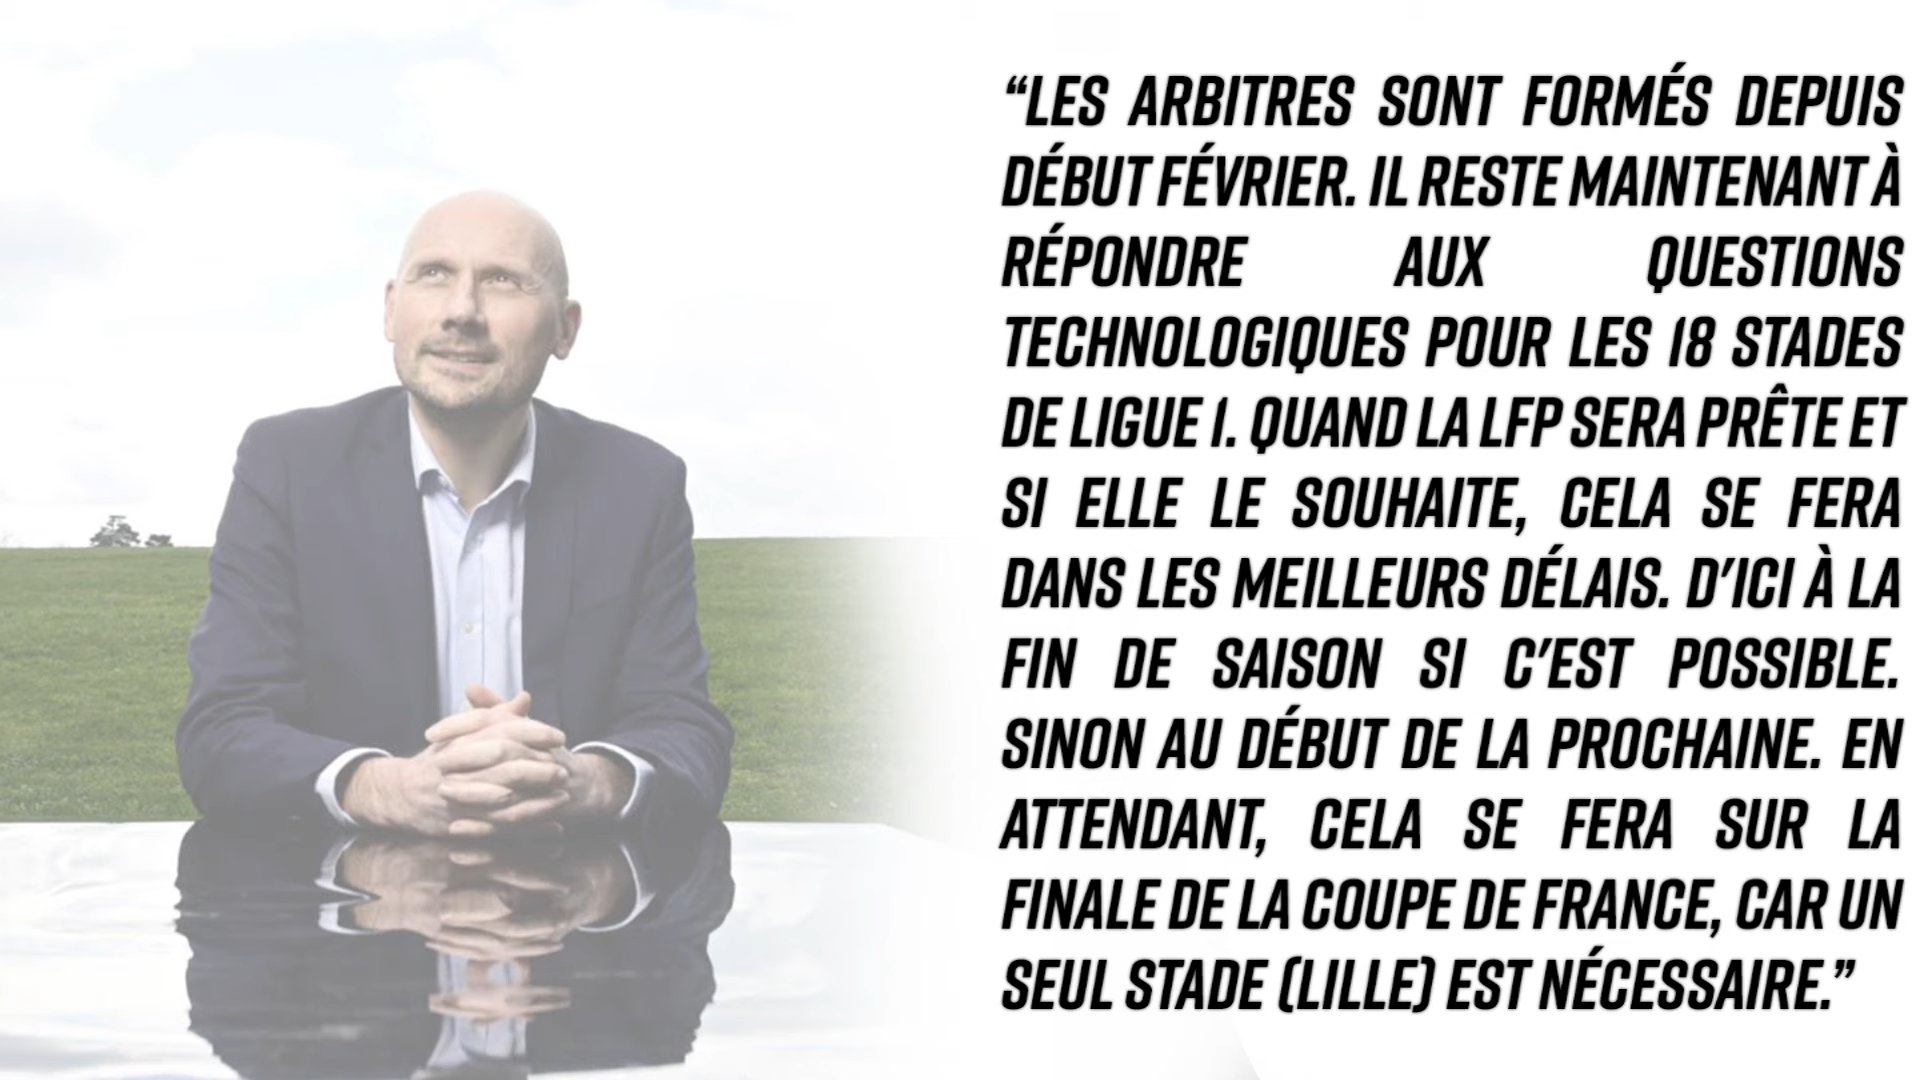 “LES ARBITRES SONT FORMÉS DEPUIS
DÉBUT FÉVRIER. IL RESTE MAINTENANT À
RÉPONDRE AUX QUESTIONS
TECHNOLOGIQUES POUR LES 18 STADES
DE LIGUE 1. QUAND LA LFP SERA PRÊTE ET
SI ELLE LE SOUHAITE, CELA SE FERA
DANS LES MEILLEURS DÉLAIS. D'ICI À LA
FIN DE SAISON SI C'EST POSSIBLE.
SINON AU DÉBUT DE LA PROCHAINE. EN
ATTENDANT, CELA SE FERA SUR LA
FINALE DE LA COUPE DE FRANCE, CAR UN
SEUL STADE (LILLE) EST NÉCESSAIRE.”